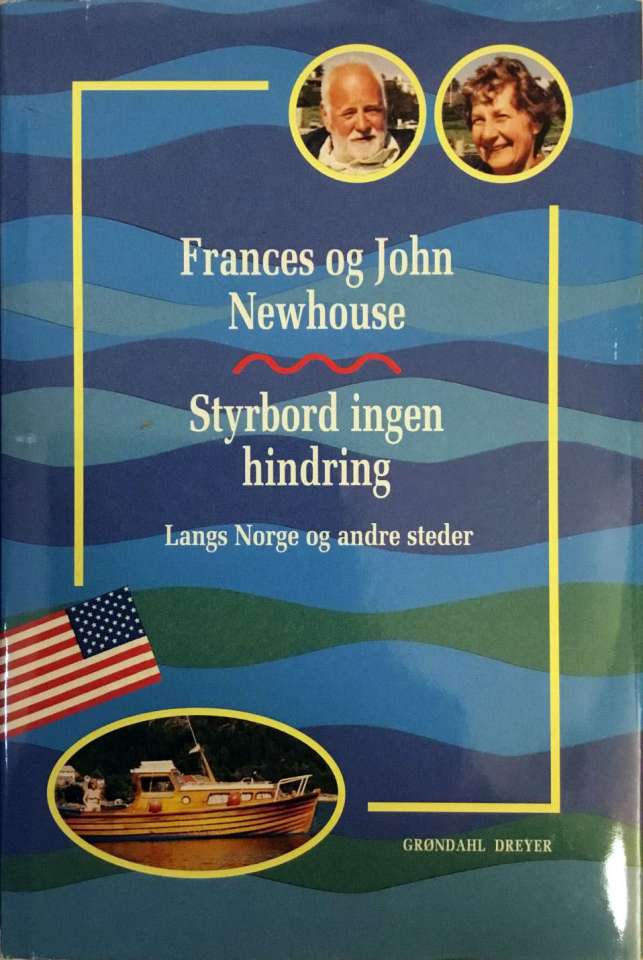 Frances og John
Newhouse
Styrbord ingen
hindring
Langs Norge og andre steder
GRØNDAHL DREYER